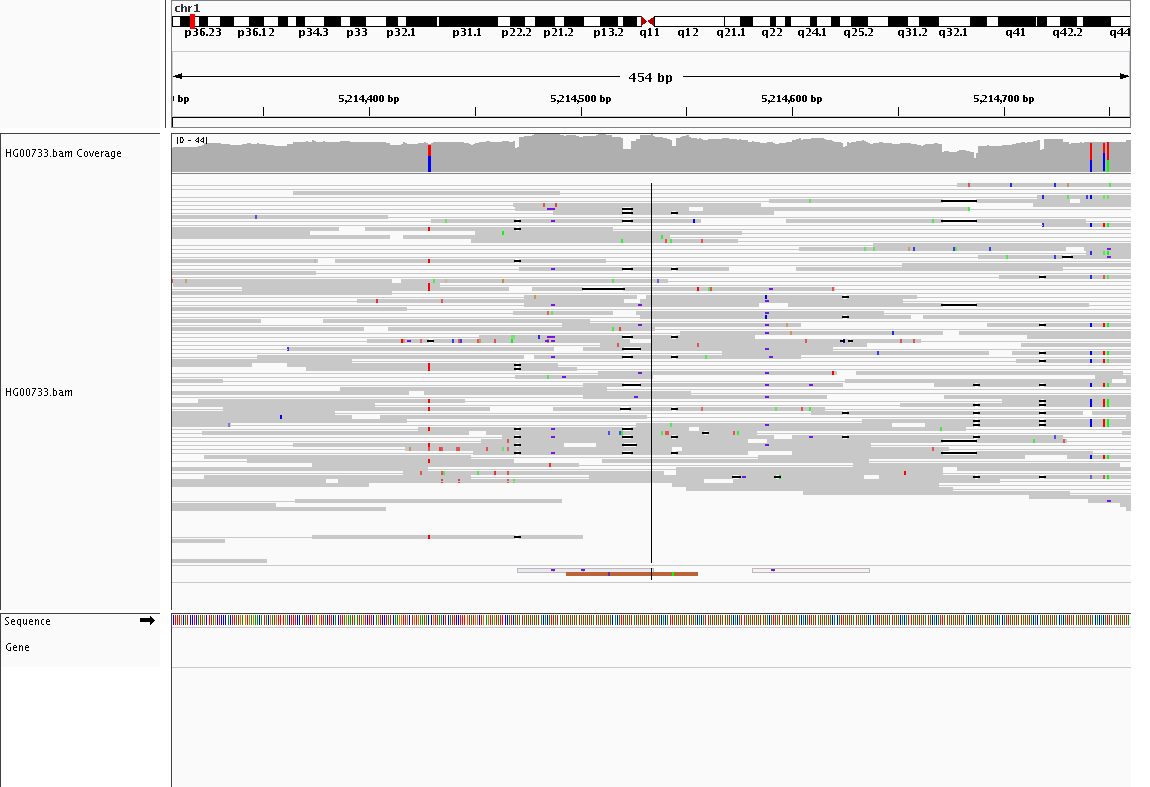 chr1
p36.23 p36.12 p34.3 p33 p32.1 p31.1 p22.2 p21.2 p13.2 q11 q12 q21.1 q22 q24.1 q25.2 q31.2 q32.1 q41 q42.2 q44
454 bp
bp 5,214,400 bp 5,214,500 bp 5,214,600 bp 5,214,700 bp
[0 - 44]
HG00733.bam Coverage
HG00733.bam
Sequence
Gene